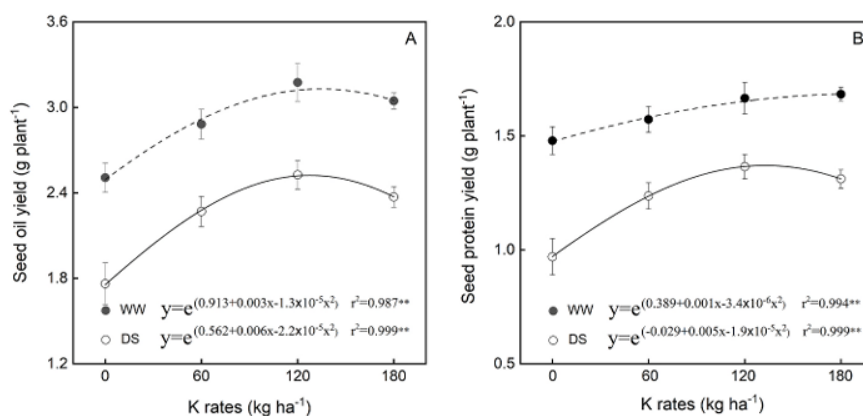 A
Seed oil yield (g plant⁻¹)
3.6
3.0
2.4
1.8
1.2
WW y=e^(0.913+0.003x-1.3x10⁻⁵x²) r²=0.987**
DS y=e^(0.562+0.006x-2.2x10⁻⁵x²) r²=0.999**
0 60 120 180
K rates (kg ha⁻¹)
B
Seed protein yield (g plant⁻¹)
2.0
1.5
1.0
0.5
WW y=e^(0.389+0.001x-3.4x10⁻⁶x²) r²=0.994**
DS y=e^(-0.029+0.005x-1.9x10⁻⁵x²) r²=0.999**
0 60 120 180
K rates (kg ha⁻¹)